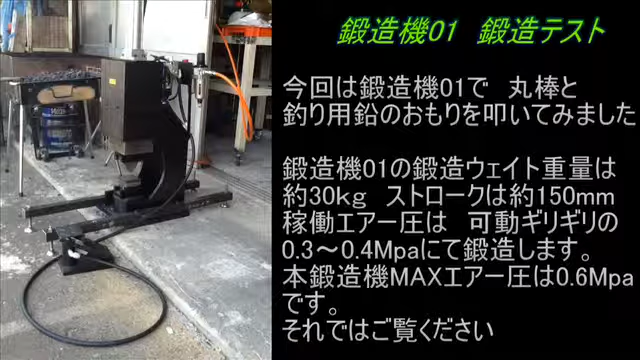 鍛造機01 鍛造テスト
今回は鍛造機01で 丸棒と
釣り用鉛のおもりを叩いてみました
鍛造機01の鍛造ウェイト重量は
約30kg ストロークは約150mm
稼働エアー圧は 可動ギリギリの
0.3～0.4Mpaにて鍛造します。
本鍛造機MAXエアー圧は0.6Mpa
です。
それではご覧ください